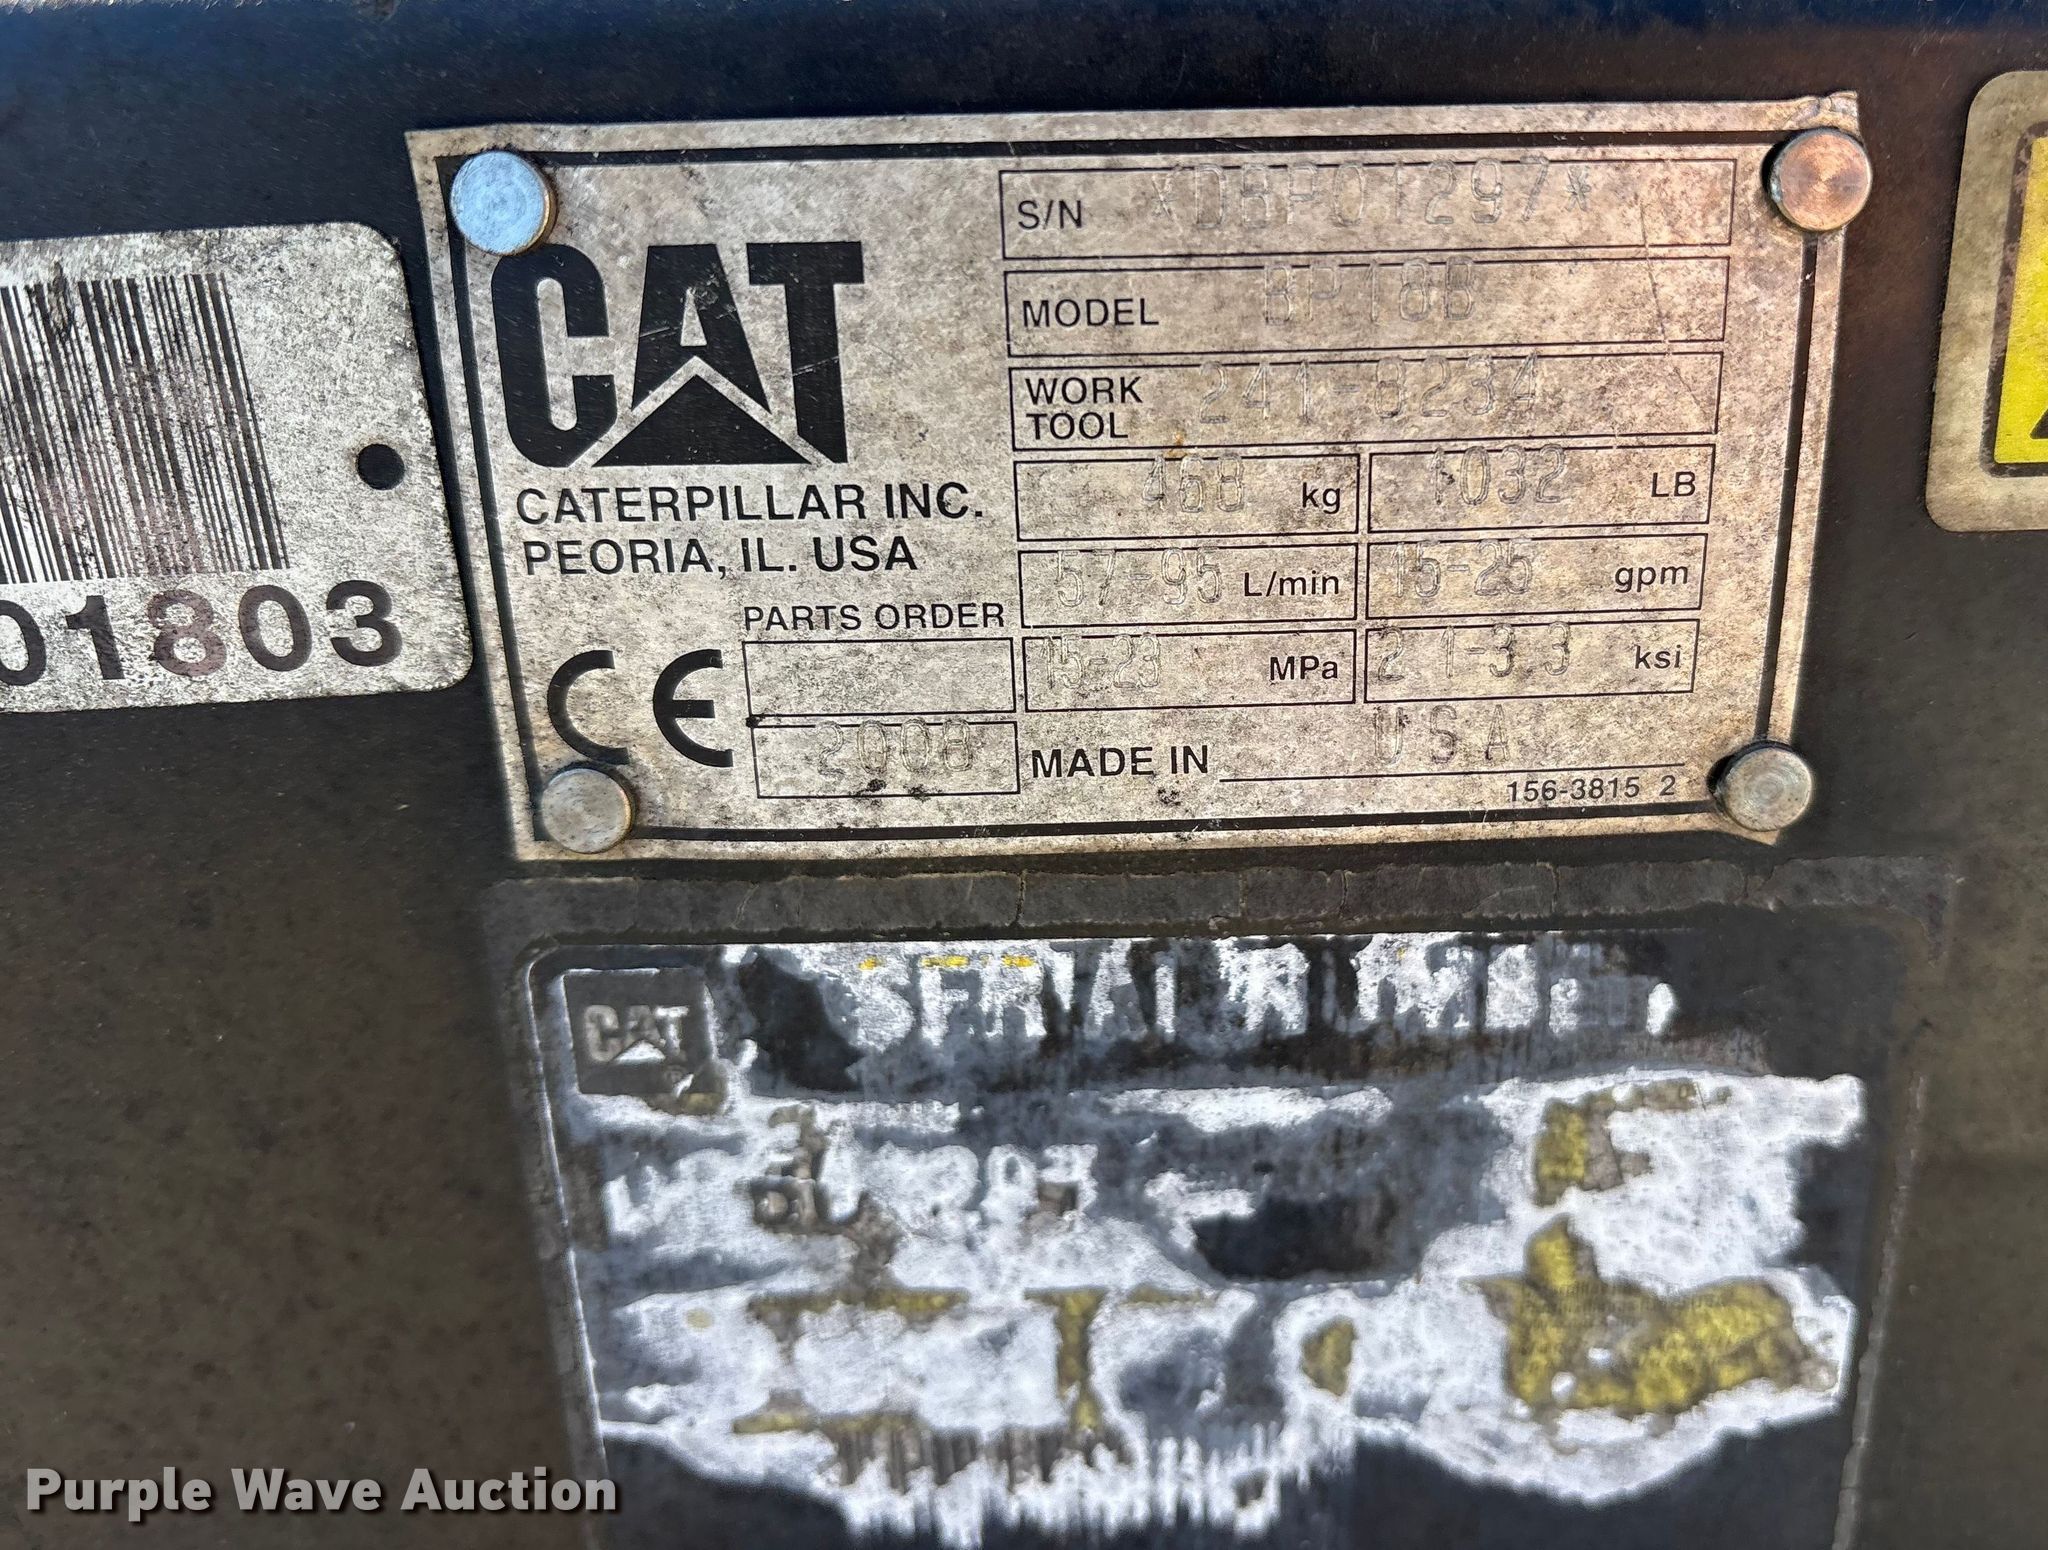 CAT
CATERPILLAR INC.
PEORIA, IL. USA
S/N *DBP01297*
MODEL BP18B
WORK TOOL 241-8234
468 kg 1032 LB
57-95 L/min 15-25 gpm
PARTS ORDER
15-23 MPa 2.1-3.3 ksi
CE
2008
MADE IN USA
156-3815 2
01803
CAT
SERIAL NUMBER
Purple Wave Auction